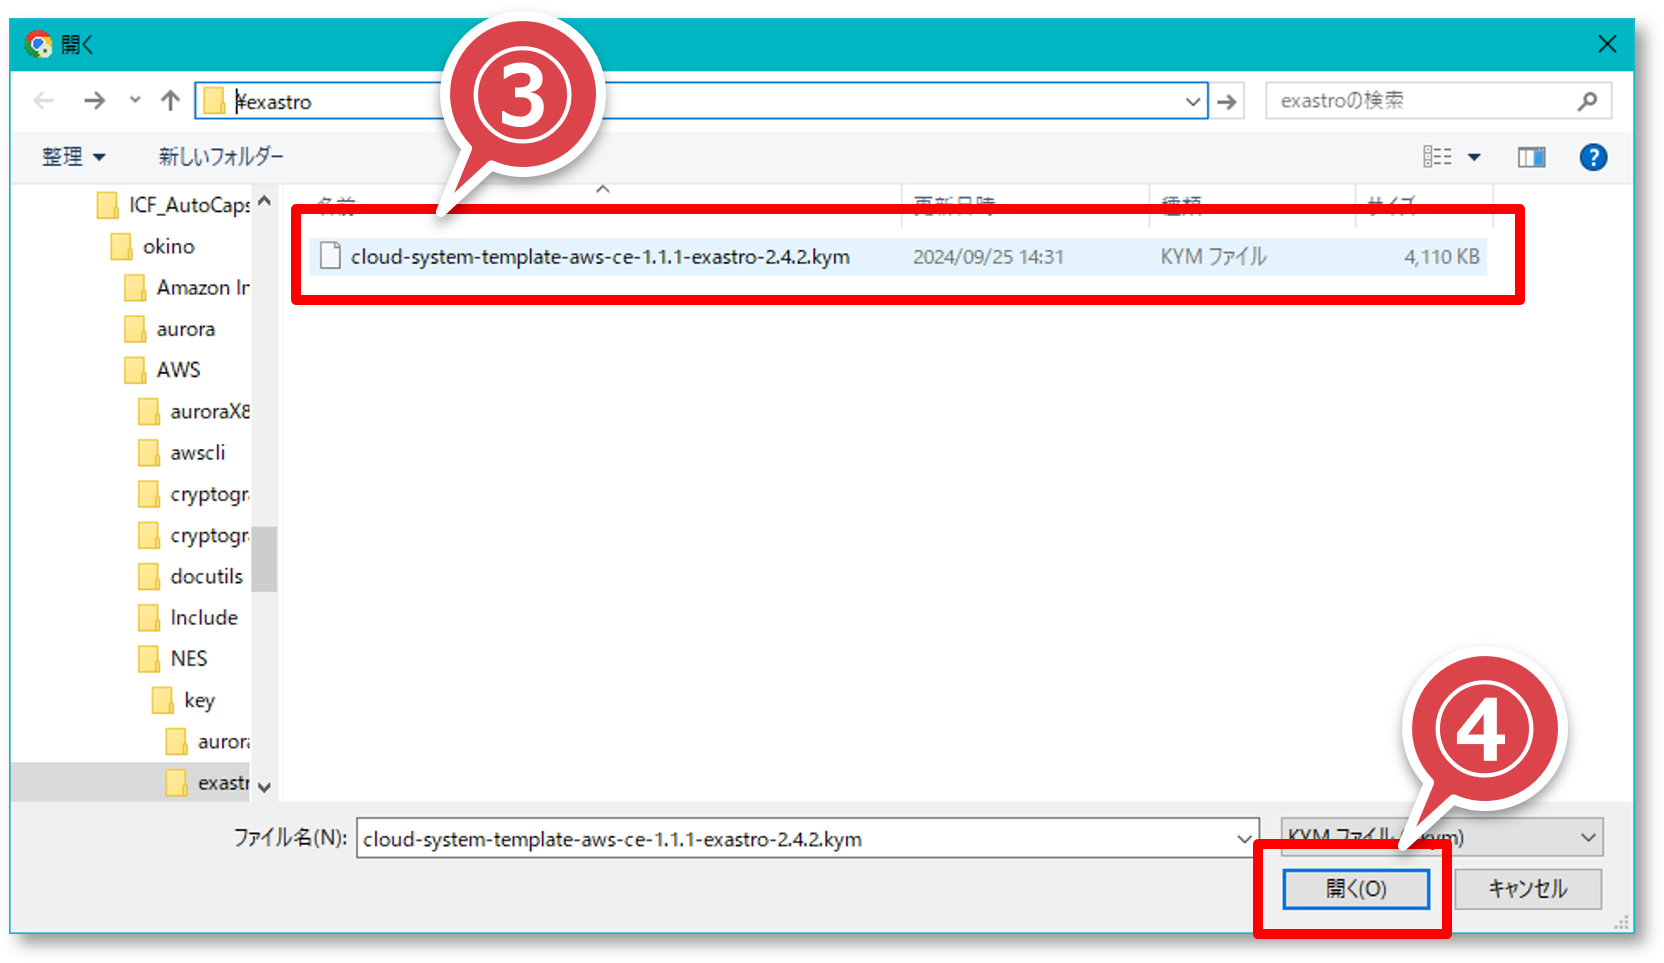 開く
¥exastro
exastroの検索
整理
新しいフォルダー
3
名前 更新日時 種類 サイズ
cloud-system-template-aws-ce-1.1.1-exastro-2.4.2.kym 2024/09/25 14:31 KYM ファイル 4,110 KB
ICF_AutoCaps
okino
Amazon In
aurora
AWS
auroraX8
awscli
cryptogr
cryptogr
docutils
Include
NES
key
aurora
exastr
4
ファイル名(N): cloud-system-template-aws-ce-1.1.1-exastro-2.4.2.kym
KYM ファイル kym)
開く(O) キャンセル